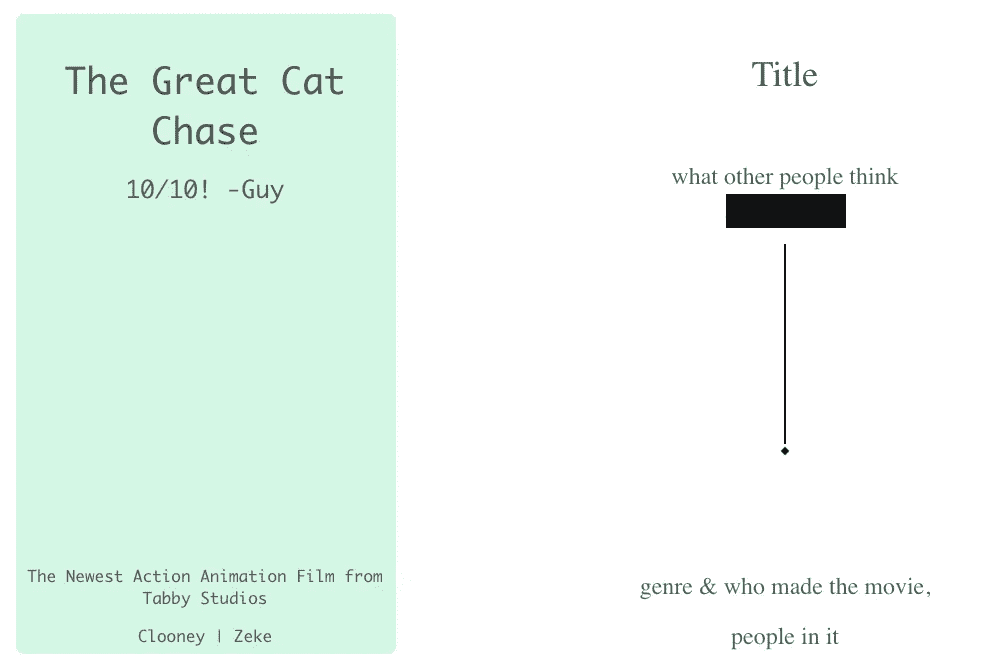 The Great Cat
Chase
10/10! -Guy
The Newest Action Animation Film from
Tabby Studios
Clooney | Zeke
Title
what other people think
genre & who made the movie,
people in it